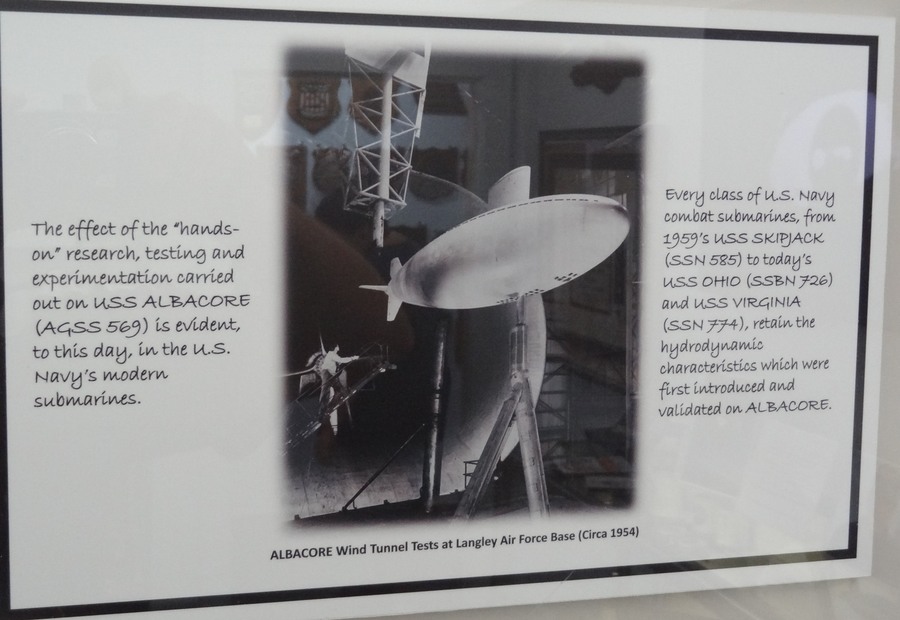 The effect of the "hands-
on" research, testing and
experimentation carried
out on USS ALBACORE
(AGSS 569) is evident,
to this day, in the U.S.
Navy's modern
submarines.
Every class of U.S. Navy
combat submarines, from
1959's USS SKIPJACK
(SSN 585) to today's
USS OHIO (SSBN 726)
and USS VIRGINIA
(SSN 774), retain the
hydrodynamic
characteristics which were
first introduced and
validated on ALBACORE.
ALBACORE Wind Tunnel Tests at Langley Air Force Base (Circa 1954)